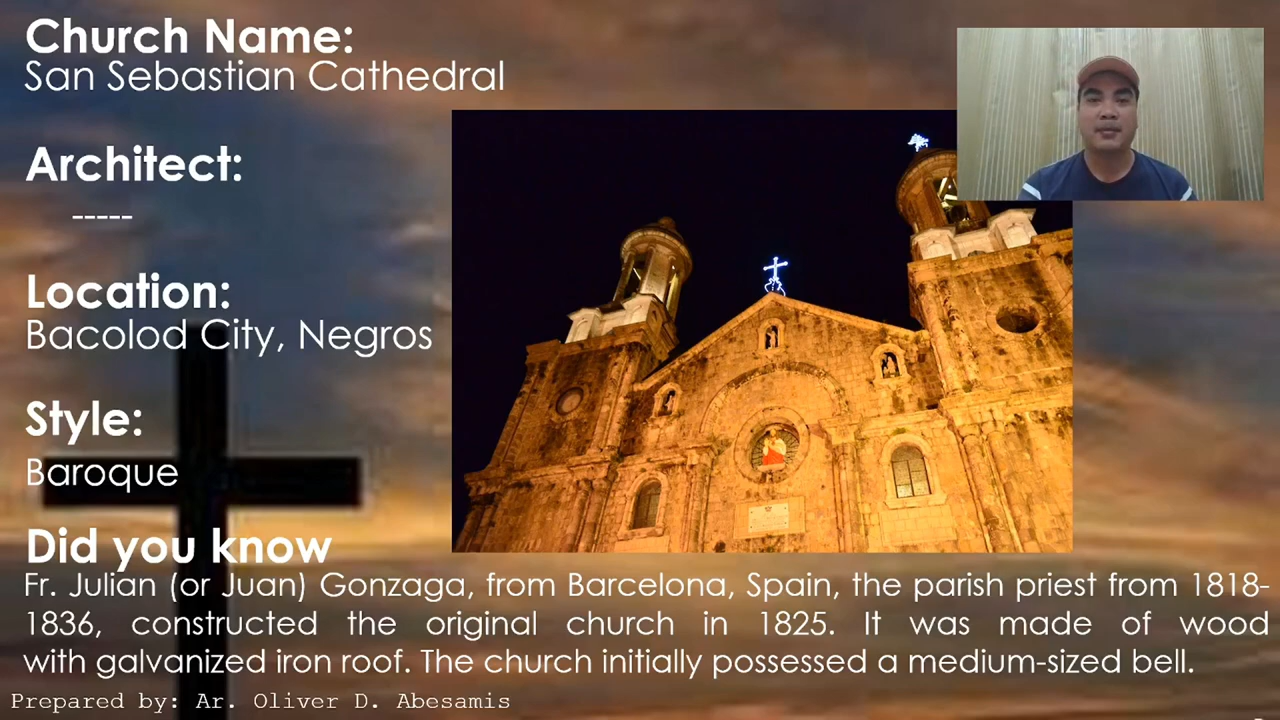 Church Name:
San Sebastian Cathedral
Architect:
-----
Location:
Bacolod City, Negros
Style:
Baroque
Did you know
Fr. Julian (or Juan) Gonzaga, from Barcelona, Spain, the parish priest from 1818-
1836, constructed the original church in 1825. It was made of wood
with galvanized iron roof. The church initially possessed a medium-sized bell.
Prepared by: Ar. Oliver D. Abesamis